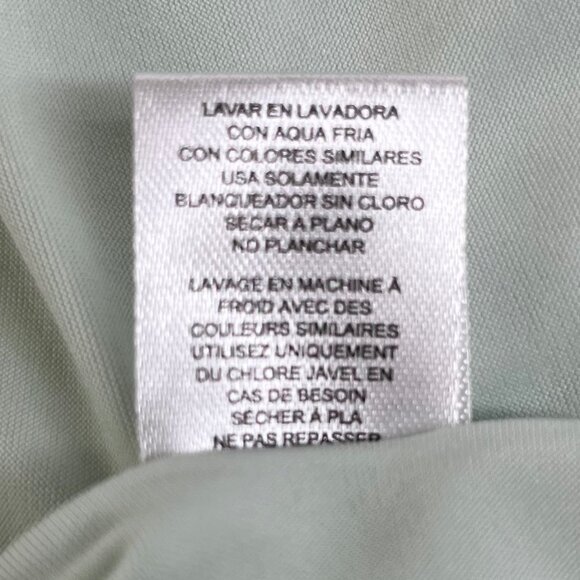 LAVAR EN LAVADORA
CON AQUA FRIA
CON COLORES SIMILARES
USA SOLAMENTE
BLANQUEADOR SIN CLORO
SECAR A PLANO
NO PLANCHAR
LAVAGE EN MACHINE À
FROID AVEC DES
COULEURS SIMILAIRES
UTILISEZ UNIQUEMENT
DU CHLORE JAVEL EN
CAS DE BESOIN
SÉCHER À PLA
NE PAS REPASSER